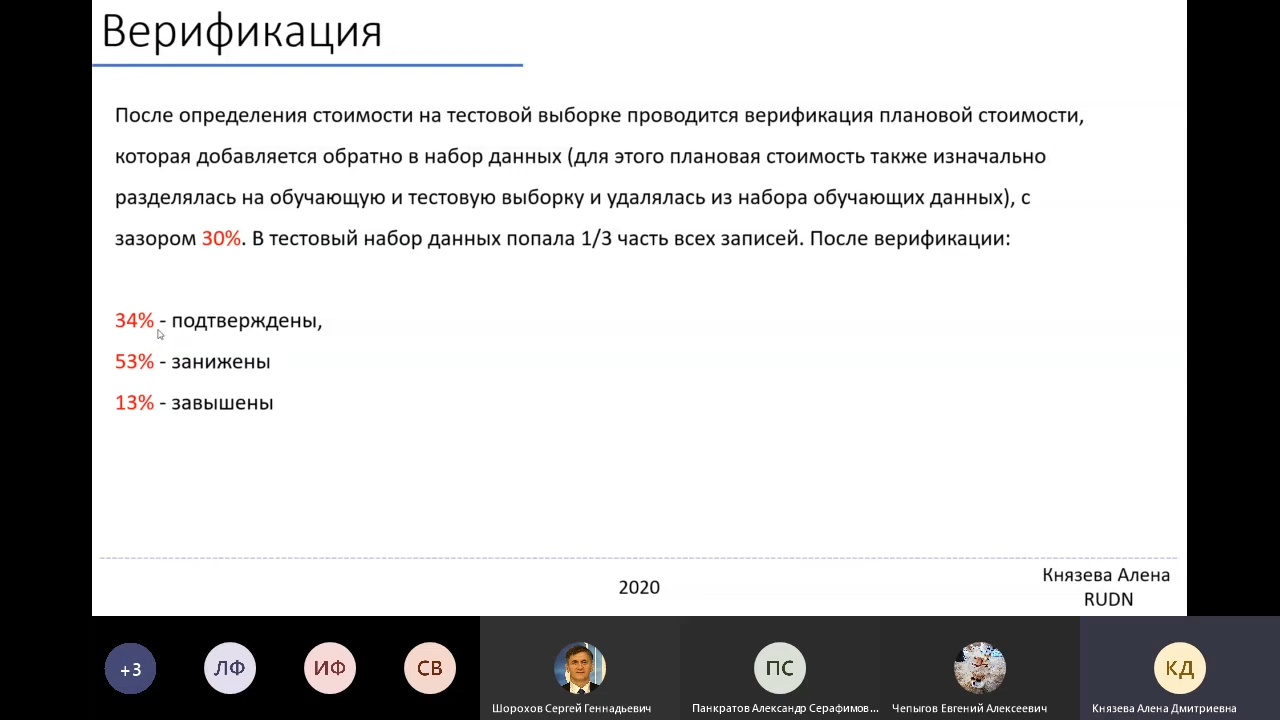 Верификация
После определения стоимости на тестовой выборке проводится верификация плановой стоимости,
которая добавляется обратно в набор данных (для этого плановая стоимость также изначально
разделялась на обучающую и тестовую выборку и удалялась из набора обучающих данных), с
зазором 30%. В тестовый набор данных попала 1/3 часть всех записей. После верификации:
34% - подтверждены,
53% - занижены
13% - завышены
2020
Князева Алена
RUDN
+3
ЛФ
ИФ
СВ
ПС
КД
Шорохов Сергей Геннадьевич
Панкратов Александр Серафимов...
Чепыгов Евгений Алексеевич
Князева Алена Дмитриевна